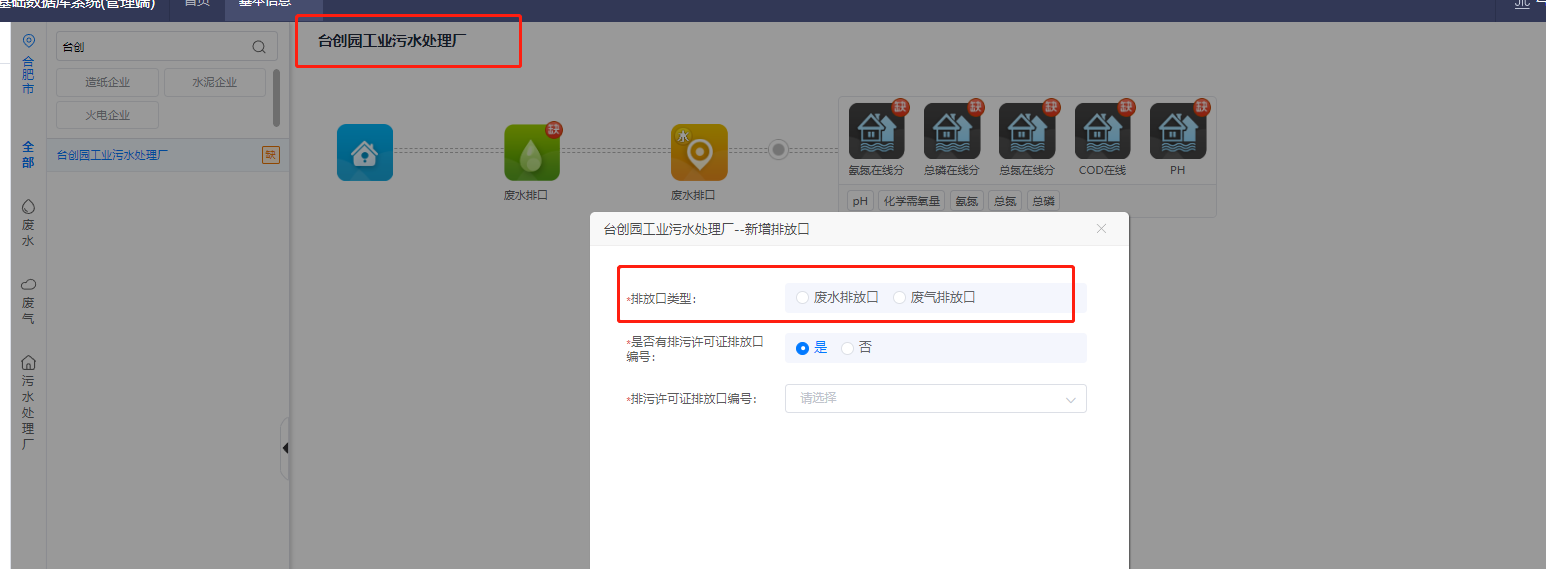 基础数据库系统(管理端)
首页
基本信息
合肥市
全部
废水
废气
污水处理厂
台创
造纸企业
水泥企业
火电企业
台创园工业污水处理厂
缺
台创园工业污水处理厂
缺
废水排口
水
废水排口
缺
缺
缺
缺
缺
氨氮在线分
总磷在线分
总氮在线分
COD在线
PH
pH
化学需氧量
氨氮
总氮
总磷
台创园工业污水处理厂--新增排放口
*排放口类型:
废水排放口
废气排放口
*是否有排污许可证排放口
编号:
是
否
*排污许可证排放口编号:
请选择